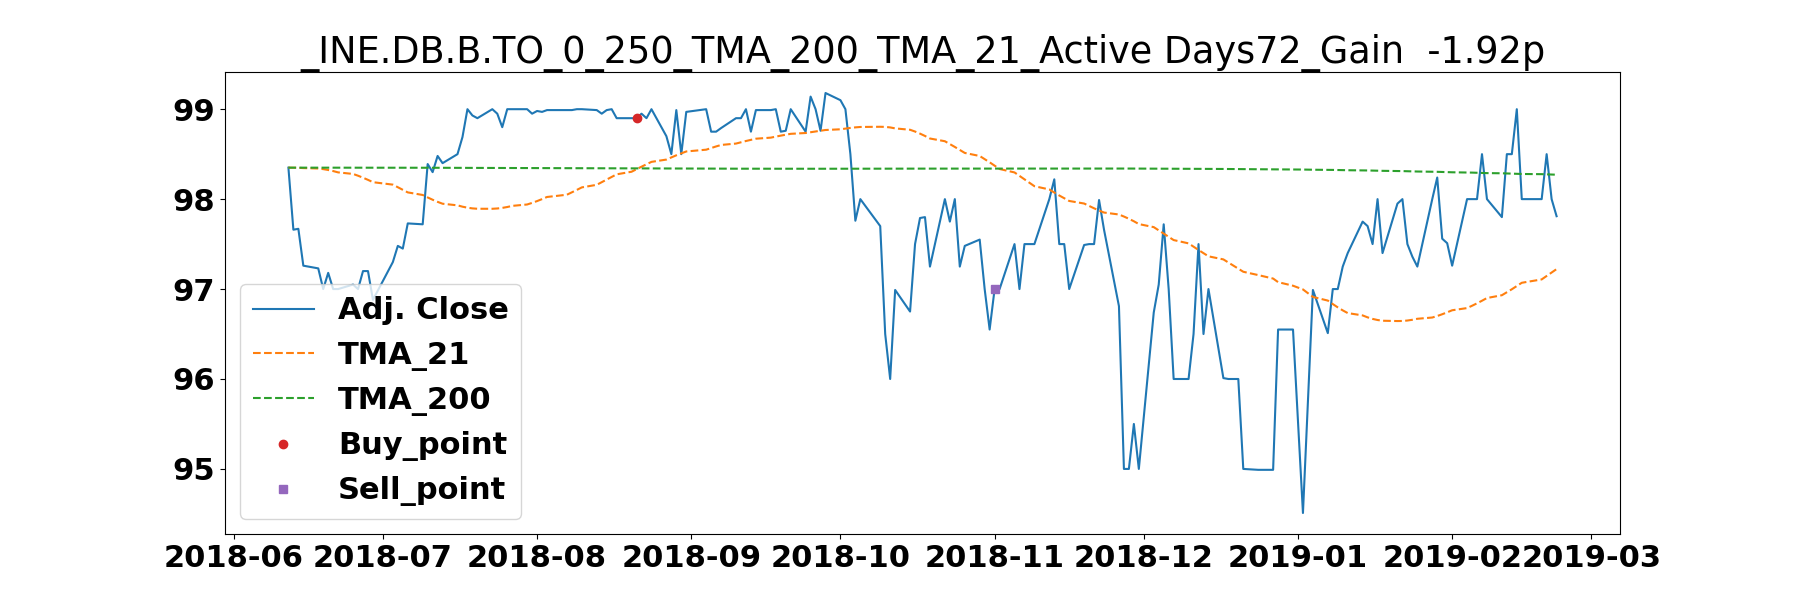 _INE.DB.B.TO_0_250_TMA_200_TMA_21_Active Days72_Gain  -1.92p
99
98
97
96
95
Adj. Close
TMA_21
TMA_200
Buy_point
Sell_point
2018-06 2018-07 2018-08 2018-09 2018-10 2018-11 2018-12 2019-01 2019-02 2019-03